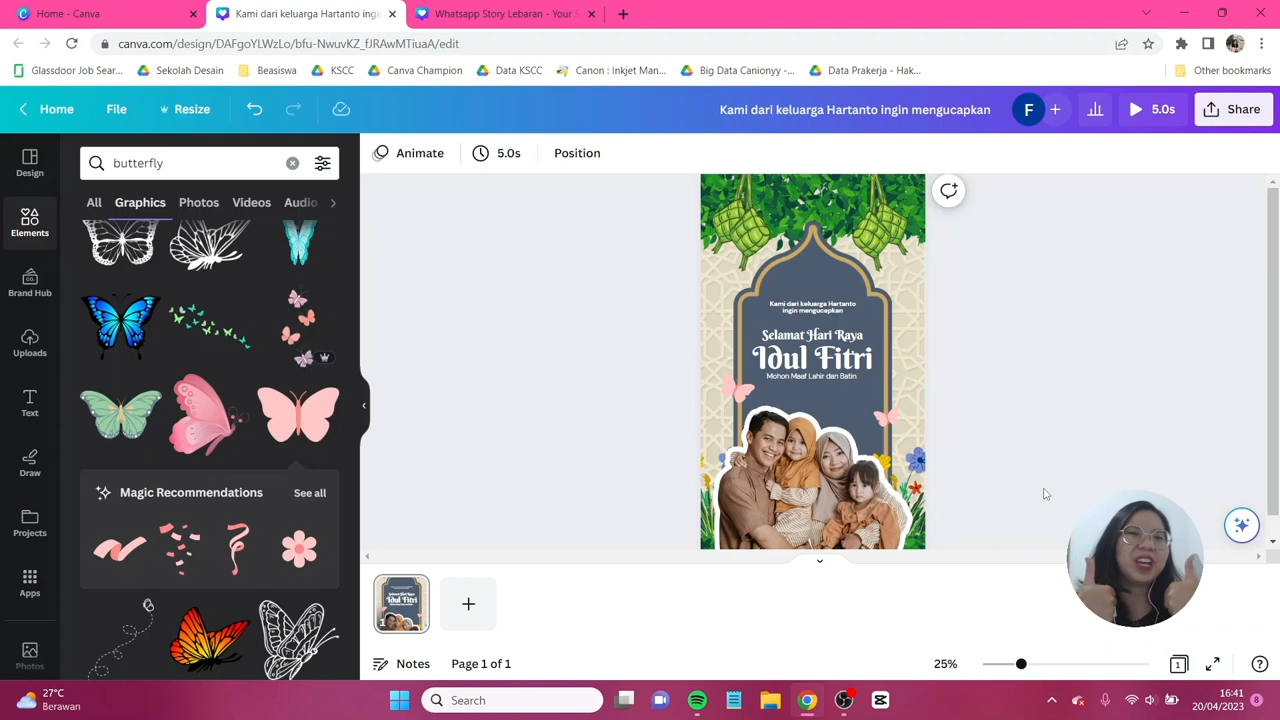 Home - Canva
Kami dari keluarga Hartanto ingi
Whatsapp Story Lebaran - Your S
canva.com/design/DAFgoYLWzLo/bfu-NwuvKZ_fJRAwMTiuaA/edit
Glassdoor Job Sear...
Sekolah Desain
Beasiswa
KSCC
Canva Champion
Data KSCC
Canon : Inkjet Man...
Big Data Canionyy -...
Data Prakerja - Hak...
Other bookmarks
Home
File
Resize
Kami dari keluarga Hartanto ingin mengucapkan
F
5.0s
Share
Design
Elements
Brand Hub
Uploads
Text
Draw
Projects
Apps
Photos
butterfly
All
Graphics
Photos
Videos
Audio
Magic Recommendations
See all
Animate
5.0s
Position
Kami dari keluarga Hartanto
ingin mengucapkan
Selamat Hari Raya
Idul Fitri
Mohon Maaf Lahir dan Batin
1
Notes
Page 1 of 1
25%
1
27°C
Berawan
Search
16:41
20/04/2023
8